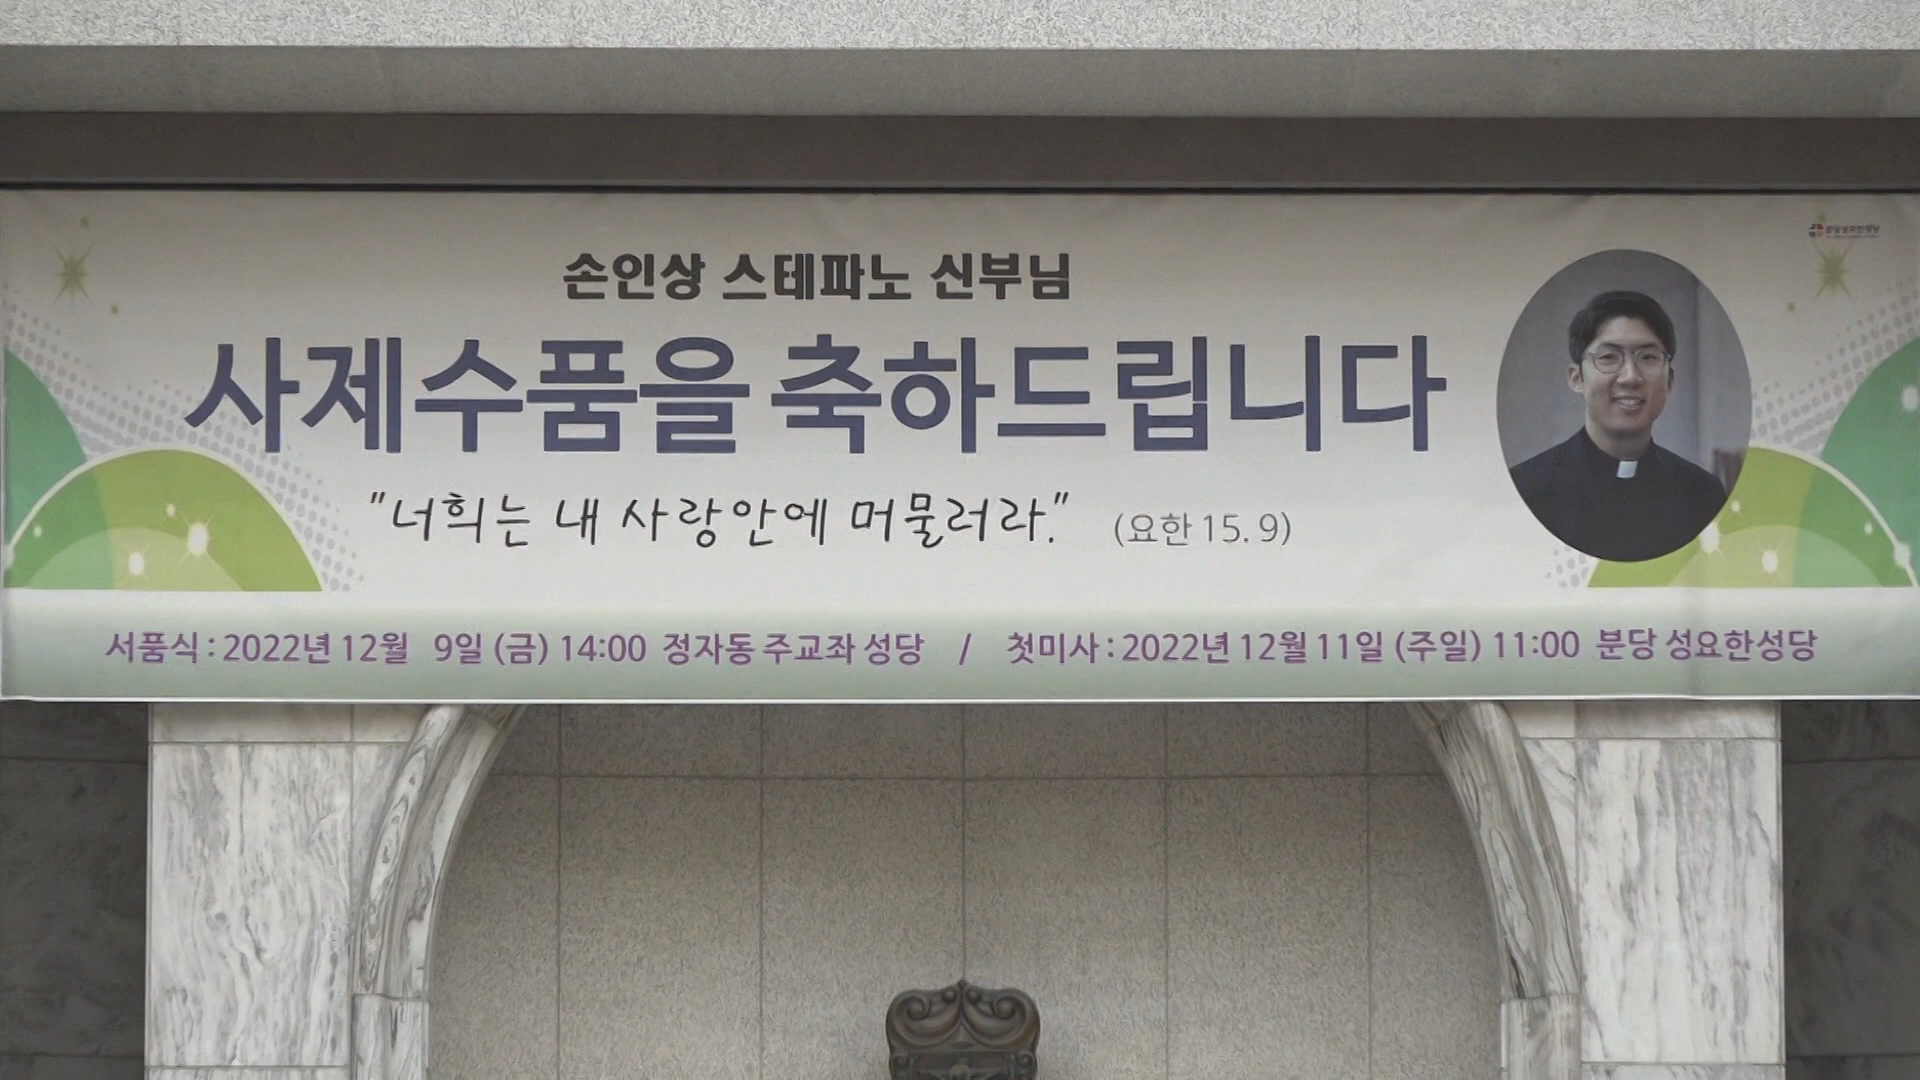 손인상 스테파노 신부님
사제수품을 축하드립니다
"너희는 내 사랑안에 머물러라." (요한 15. 9)
서품식 : 2022년 12월 9일 (금) 14:00 정자동 주교좌 성당 / 첫미사 : 2022년 12월 11일 (주일) 11:00 분당 성요한성당